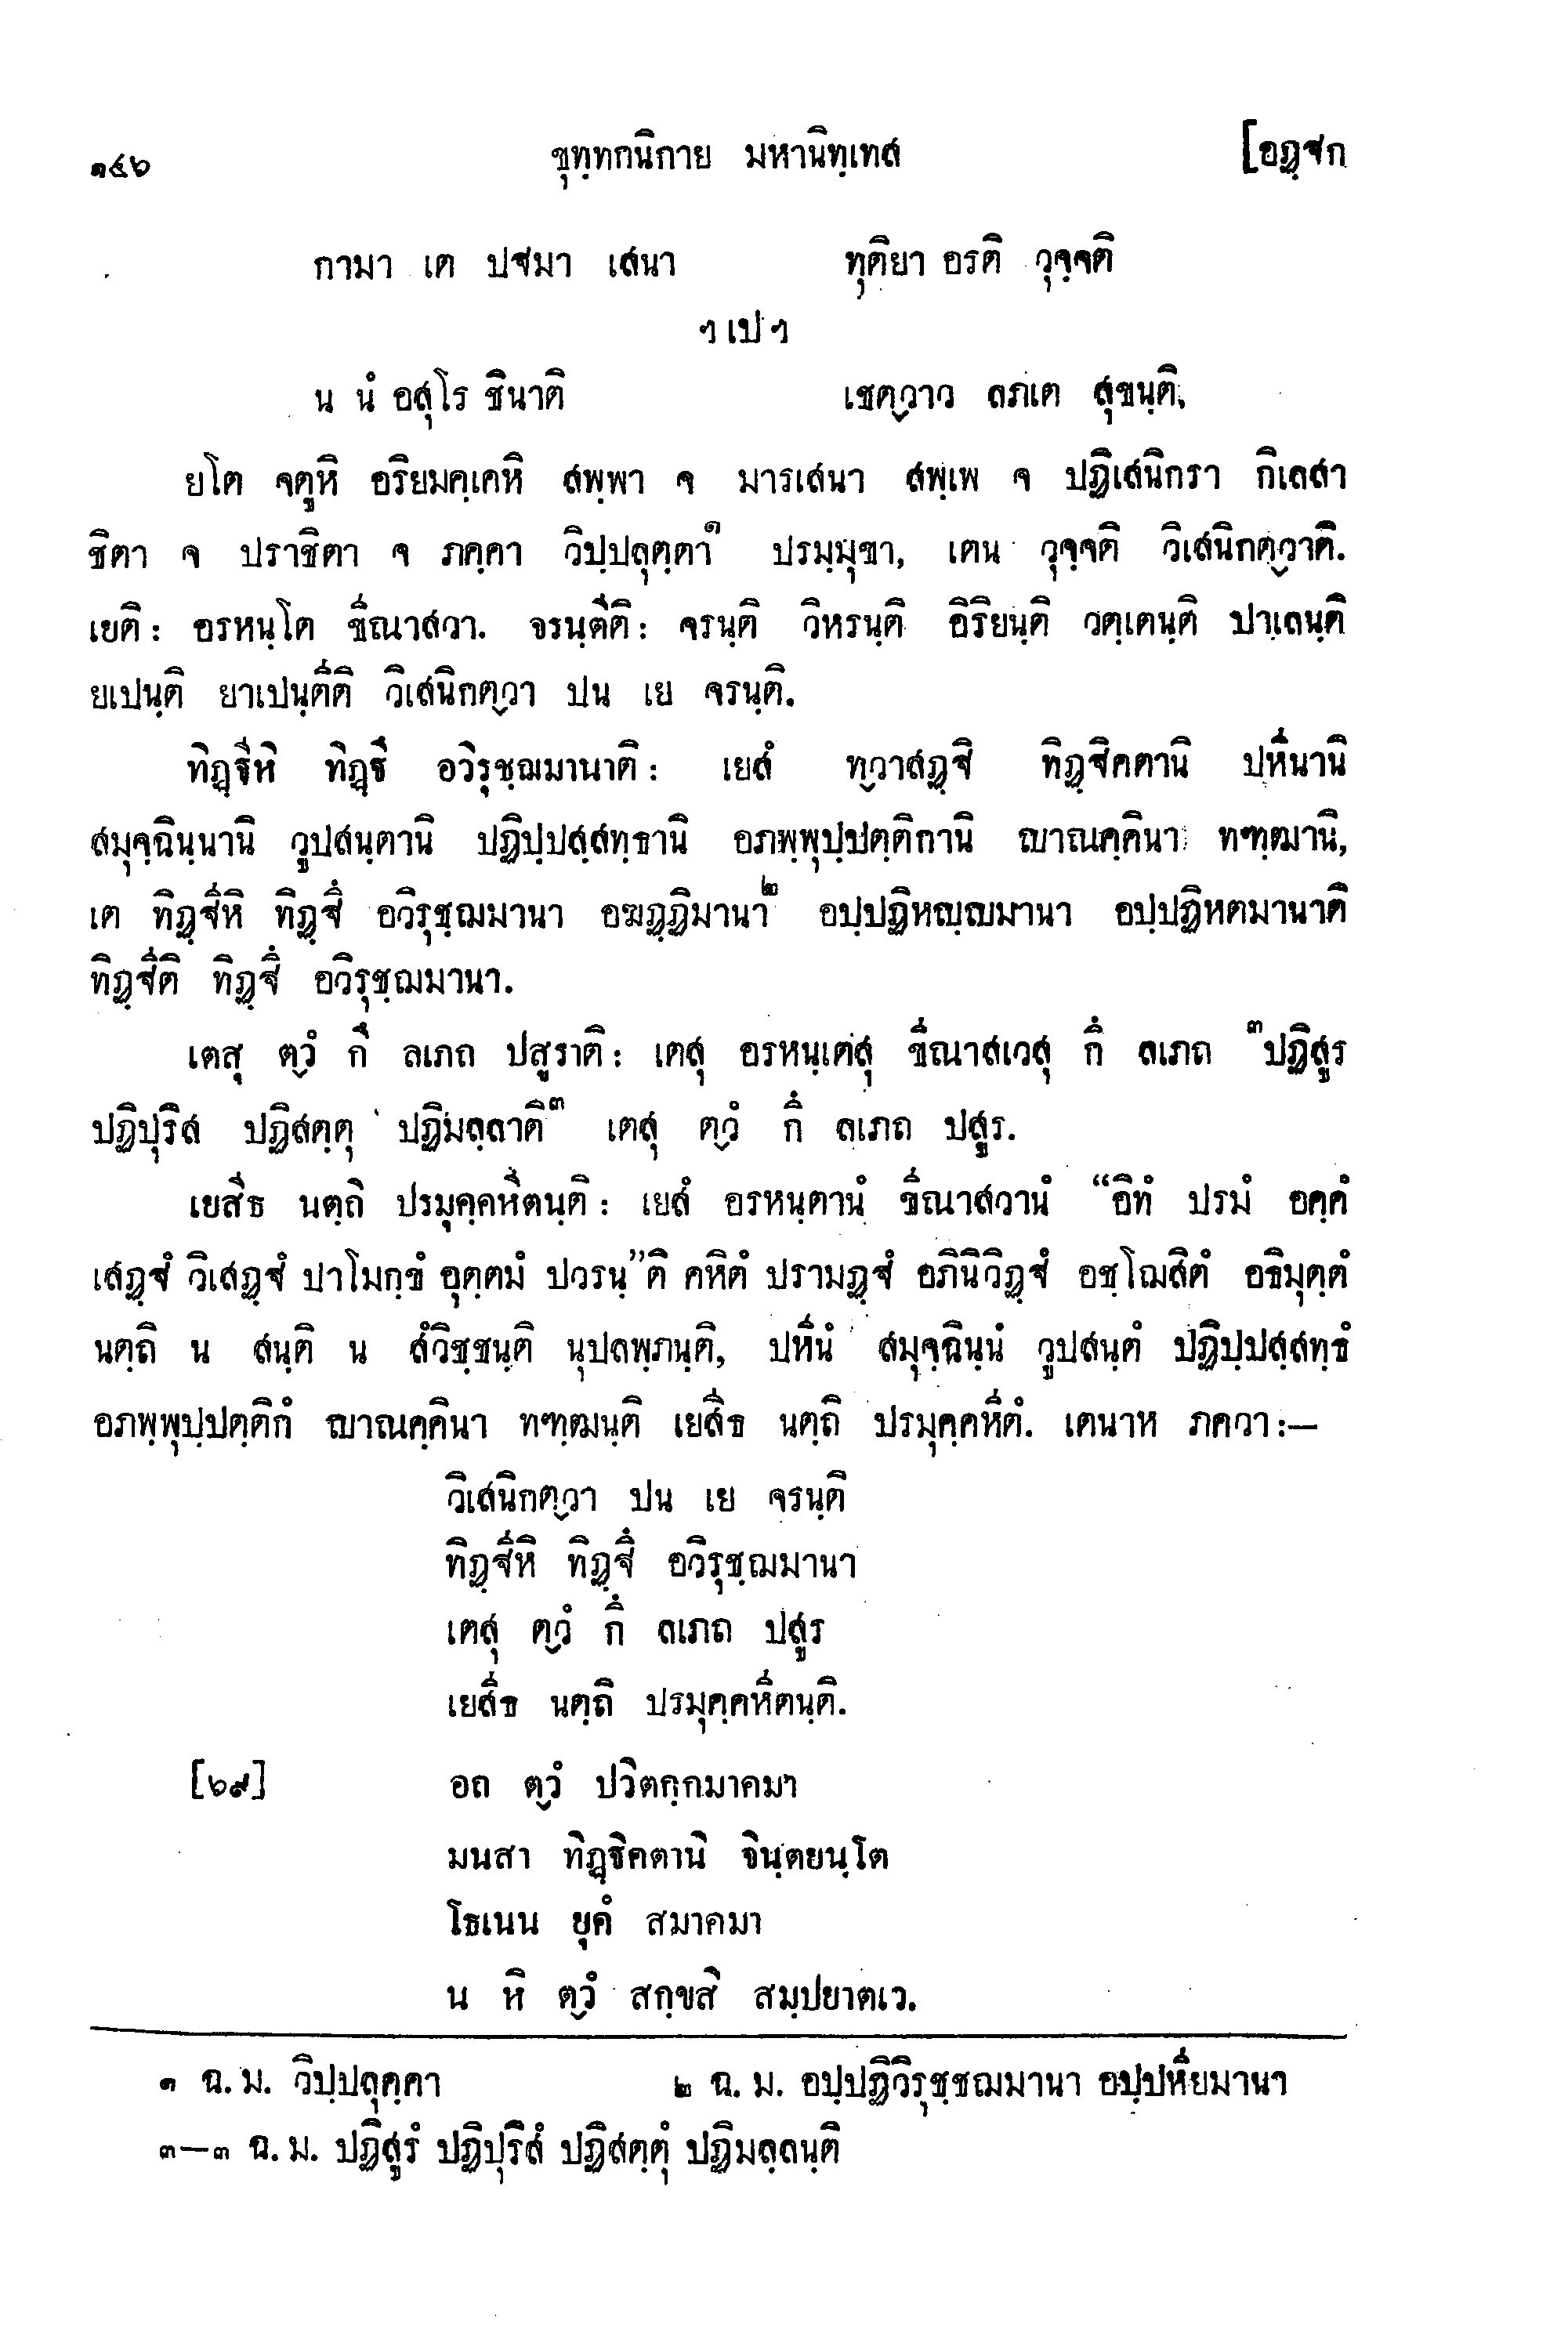 ๑๔๖ ขุทฺทกนิกาย มหานิทฺเทส [อฏฺฐก
กามา เต ปฐมา เสนา ทุติยา อรติ วุจฺจติ
ฯ เป ฯ
น นํ อสุโร ชินาติ เชตฺวาว ลภเต สุขนฺติ,
ยโต จตูหิ อริยมคฺเคหิ สพฺพา จ มารเสนา สพฺเพ จ ปฏิเสนิกรา กิเลสา
ชิตา จ ปราชิตา จ ภคฺคา วิปฺปลุตฺตา๑ ปรมฺมุขา, เตน วุจฺจติ วิเสนิกตฺวาติ.
เยติ: อรหนฺโต ขีณาสวา. จรนฺตีติ: จรนฺติ วิหรนฺติ อิริยนฺติ วตฺเตนฺติ ปาเลนฺติ
ยเปนฺติ ยาเปนฺตีติ วิเสนิกตฺวา ปน เย จรนฺติ.
ทิฏฺฐีหิ ทิฏฺฐึ อวิรุชฺฌมานาติ: เยสํ ทฺวาสฏฺฐี ทิฏฺฐิคตานิ ปหีนานิ
สมุจฺฉินฺนานิ วูปสนฺตานิ ปฏิปฺปสฺสทฺธานิ อภพฺพุปฺปตฺติกานิ ญาณคฺคินา ทฑฺฒานิ,
เต ทิฏฺฐีหิ ทิฏฺฐึ อวิรุชฺฌมานา อฆฏฺฏิมานา๒ อปฺปฏิหญฺญมานา อปฺปฏิหตมานาติ
ทิฏฺฐีติ ทิฏฺฐึ อวิรุชฺฌมานา.
เตสุ ตฺวํ กึ ลเภถ ปสูราติ: เตสุ อรหนฺเตสุ ขีณาสเวสุ กึ ลเภถ ๓ปฏิสูร
ปฏิปุริส ปฏิสตฺตุ ปฏิมลฺลาติ๓ เตสุ ตฺวํ กึ ลเภถ ปสูร.
เยสีธ นตฺถิ ปรมุคฺคหีตนฺติ: เยสํ อรหนฺตานํ ขีณาสวานํ “อิทํ ปรมํ อคฺคํ
เสฏฺฐํ วิเสฏฺฐํ ปาโมกฺขํ อุตฺตมํ ปวรนฺ”ติ คหิตํ ปรามฏฺฐํ อภินิวิฏฺฐํ อชฺโฌสิตํ อธิมุตฺตํ
นตฺถิ น สนฺติ น สํวิชฺชนฺติ นุปลพฺภนฺติ, ปหีนํ สมุจฺฉินฺนํ วูปสนฺตํ ปฏิปฺปสฺสทฺธํ
อภพฺพุปฺปตฺติกํ ญาณคฺคินา ทฑฺฒนฺติ เยสีธ นตฺถิ ปรมุคฺคหีตํ. เตนาห ภควา:—
วิเสนิกตฺวา ปน เย จรนฺติ
ทิฏฺฐีหิ ทิฏฺฐึ อวิรุชฺฌมานา
เตสุ ตฺวํ กึ ลเภถ ปสูร
เยสีธ นตฺถิ ปรมุคฺคหีตนฺติ.
[๖๙] อถ ตฺวํ ปวิตกฺกมาคมา
มนสา ทิฏฺฐิคตานิ จินฺตยนฺโต
โธเนน ยุคํ สมาคมา
น หิ ตฺวํ สกฺขสิ สมฺปยาตเว.
๑ ฉ. ม. วิปฺปลุคฺคา ๒ ฉ. ม. อปฺปฏิวิรุชฺชฌมานา อปฺปหียมานา
๓—๓ ฉ. ม. ปฏิสูรํ ปฏิปุริสํ ปฏิสตฺตุํ ปฏิมลฺลนฺติ